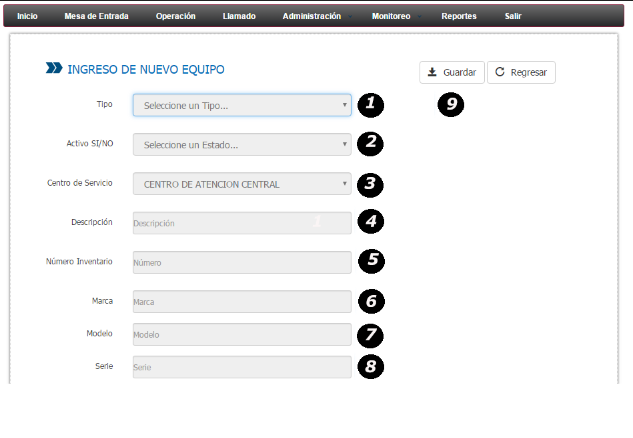 Inicio Mesa de Entrada Operación Llamado Administración Monitoreo Reportes Salir
INGRESO DE NUEVO EQUIPO Guardar Regresar
Tipo Seleccione un Tipo... 1 9
Activo SI/NO Seleccione un Estado... 2
Centro de Servicio CENTRO DE ATENCION CENTRAL 3
Descripción Descripción 1 4
Número Inventario Número 5
Marca Marca 6
Modelo Modelo 7
Serie Serie 8